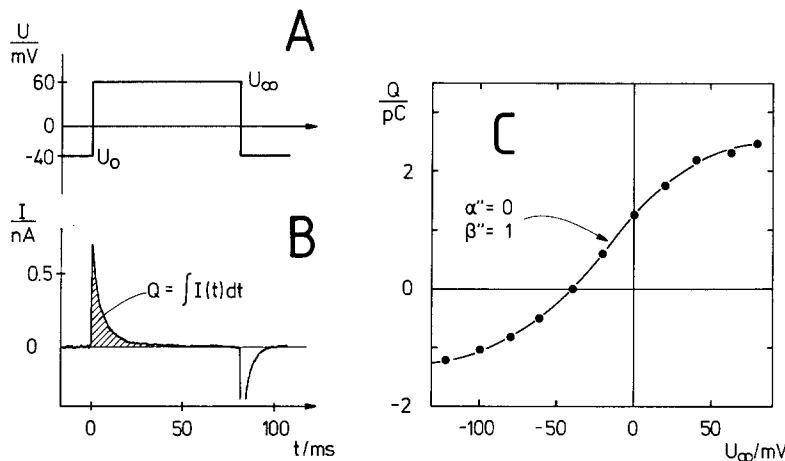 A
U
mV
60
0
-40
U∞
U₀
B
I
nA
0.5
0
Q = ∫ I(t)dt
0
50
100
t/ms
C
Q
pC
2
0
-2
α''= 0
β''= 1
-100
-50
0
50
U∞/mV